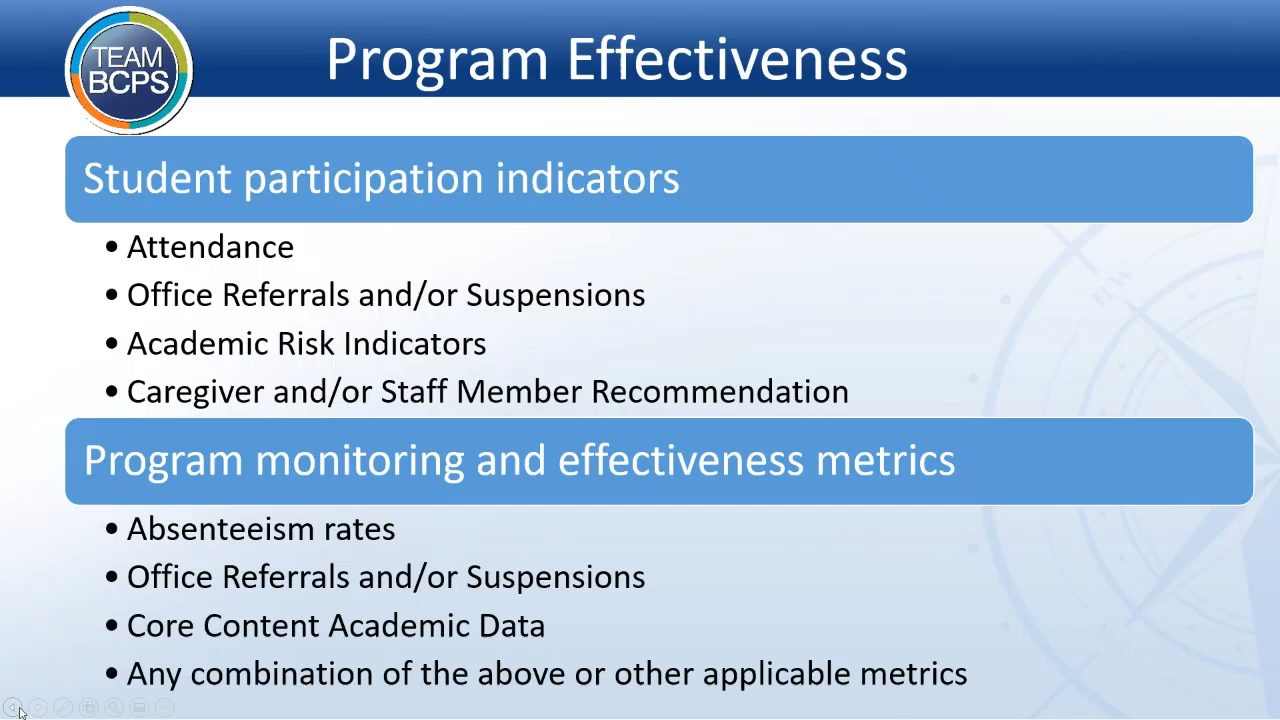 TEAM
BCPS
Program Effectiveness
Student participation indicators
• Attendance
• Office Referrals and/or Suspensions
• Academic Risk Indicators
• Caregiver and/or Staff Member Recommendation
Program monitoring and effectiveness metrics
• Absenteeism rates
• Office Referrals and/or Suspensions
• Core Content Academic Data
• Any combination of the above or other applicable metrics